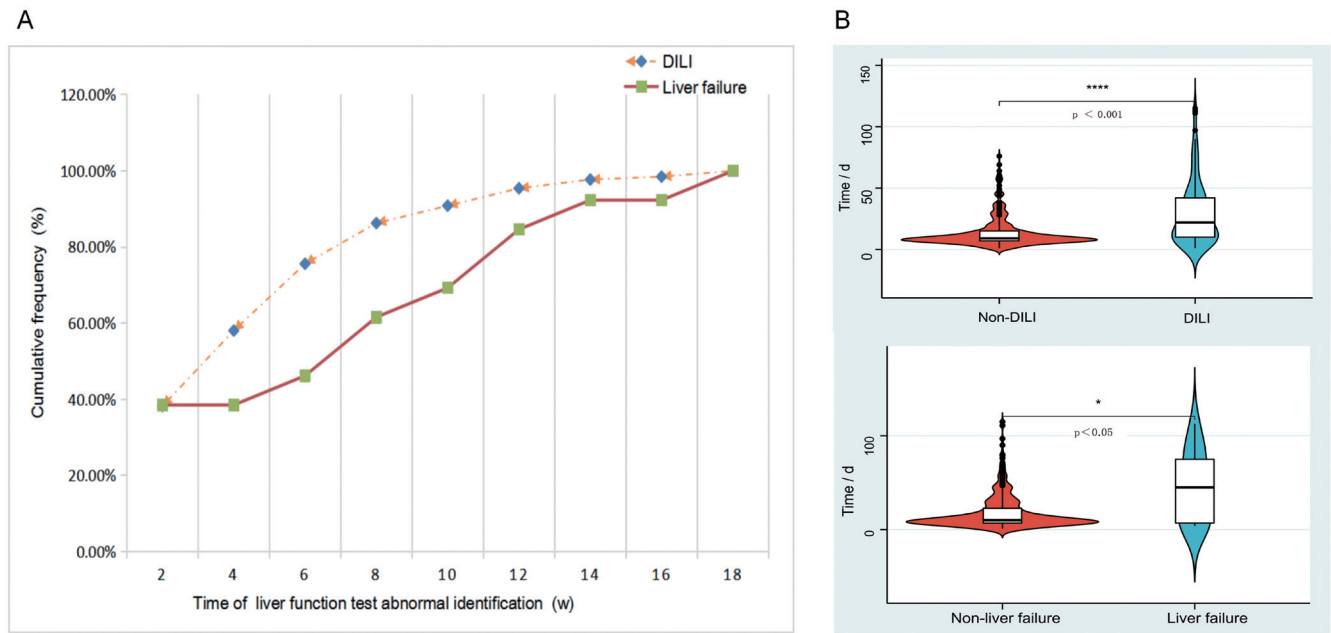 A
DILI
Liver failure
120.00%
100.00%
80.00%
60.00%
40.00%
20.00%
0.00%
Cumulative frequency (%)
2 4 6 8 10 12 14 16 18
Time of liver function test abnormal identification (w)
B
150
100
50
0
Time / d
****
p < 0.001
Non-DILI DILI
100
0
Time / d
*
p<0.05
Non-liver failure Liver failure